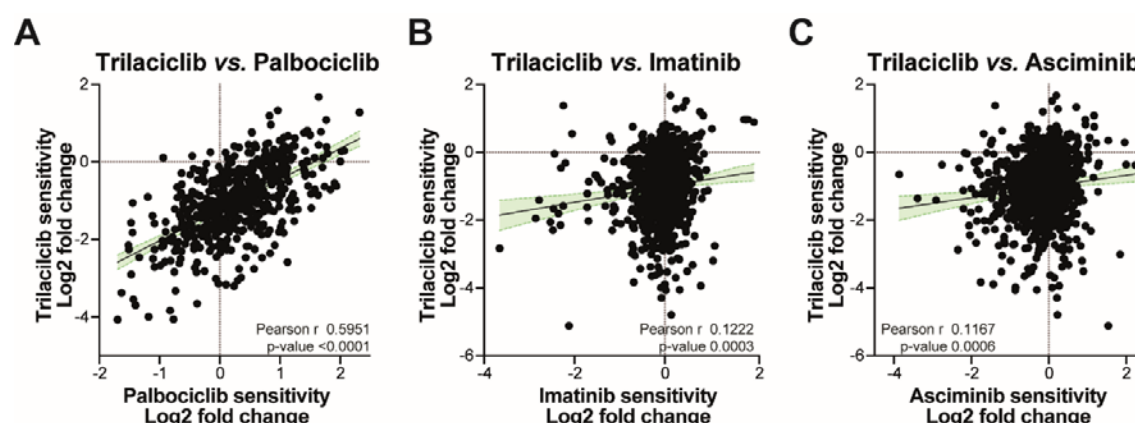 A
Trilaciclib vs. Palbociclib
Trilacilcib sensitivity
Log2 fold change
2
0
-2
-4
Pearson r 0.5951
p-value <0.0001
-2 -1 0 1 2
Palbociclib sensitivity
Log2 fold change
B
Trilaciclib vs. Imatinib
Trilacilcib sensitivity
Log2 fold change
2
0
-2
-4
-6
Pearson r 0.1222
p-value 0.0003
-4 -2 0 2
Imatinib sensitivity
Log2 fold change
C
Trilaciclib vs. Asciminib
Trilacilcib sensitivity
Log2 fold change
2
0
-2
-4
-6
Pearson r 0.1167
p-value 0.0006
-4 -2 0 2
Asciminib sensitivity
Log2 fold change